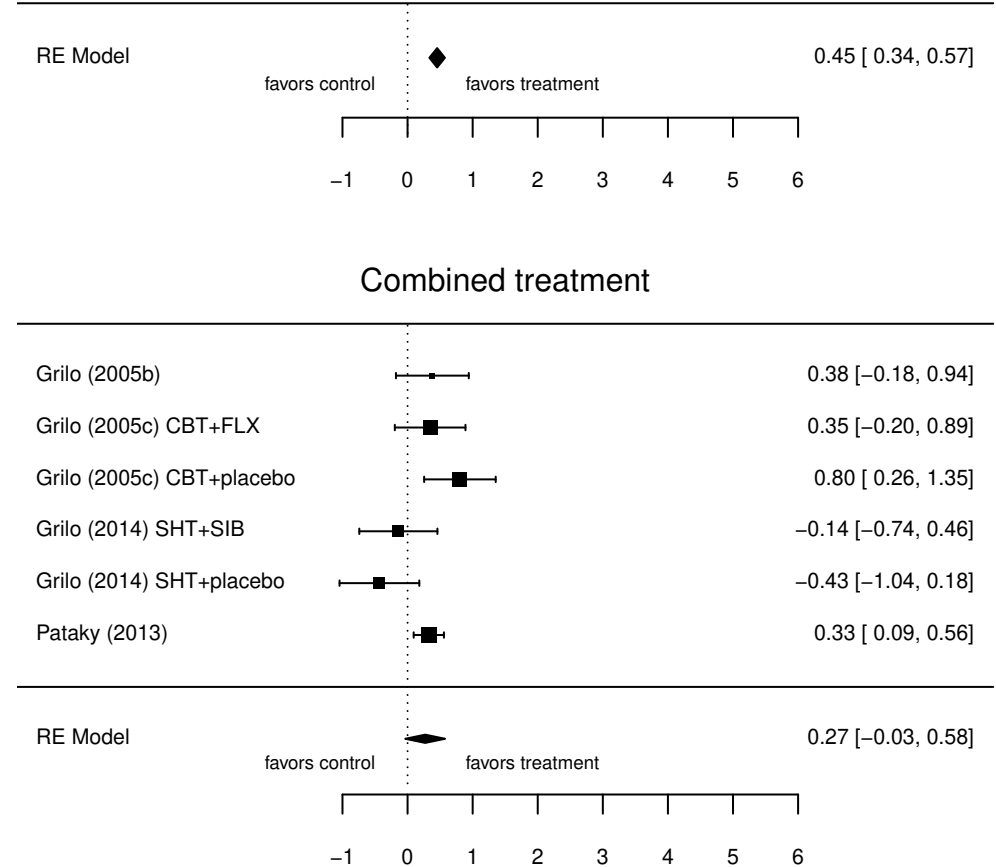 RE Model 0.45 [ 0.34, 0.57]
favors control favors treatment
−1 0 1 2 3 4 5 6
Combined treatment
Grilo (2005b) 0.38 [−0.18, 0.94]
Grilo (2005c) CBT+FLX 0.35 [−0.20, 0.89]
Grilo (2005c) CBT+placebo 0.80 [ 0.26, 1.35]
Grilo (2014) SHT+SIB −0.14 [−0.74, 0.46]
Grilo (2014) SHT+placebo −0.43 [−1.04, 0.18]
Pataky (2013) 0.33 [ 0.09, 0.56]
RE Model 0.27 [−0.03, 0.58]
favors control favors treatment
−1 0 1 2 3 4 5 6